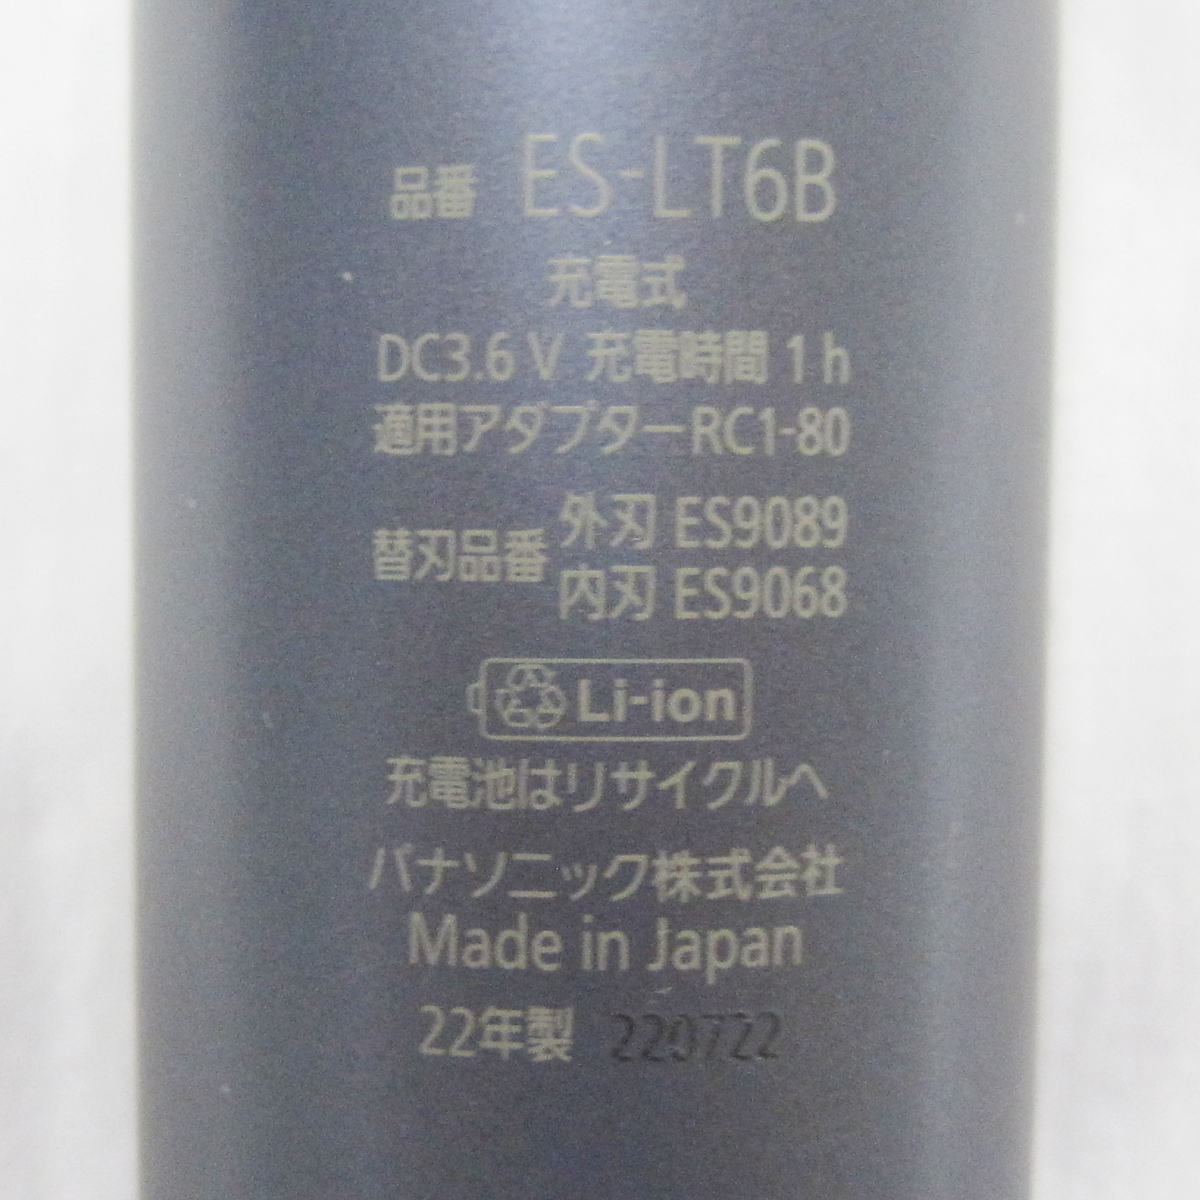 品番 ES-LT6B
充電式
DC3.6 V 充電時間 1 h
適用アダプターRC1-80
替刃品番
外刃 ES9089
内刃 ES9068
Li-ion
充電池はリサイクルへ
パナソニック株式会社
Made in Japan
22年製 220722